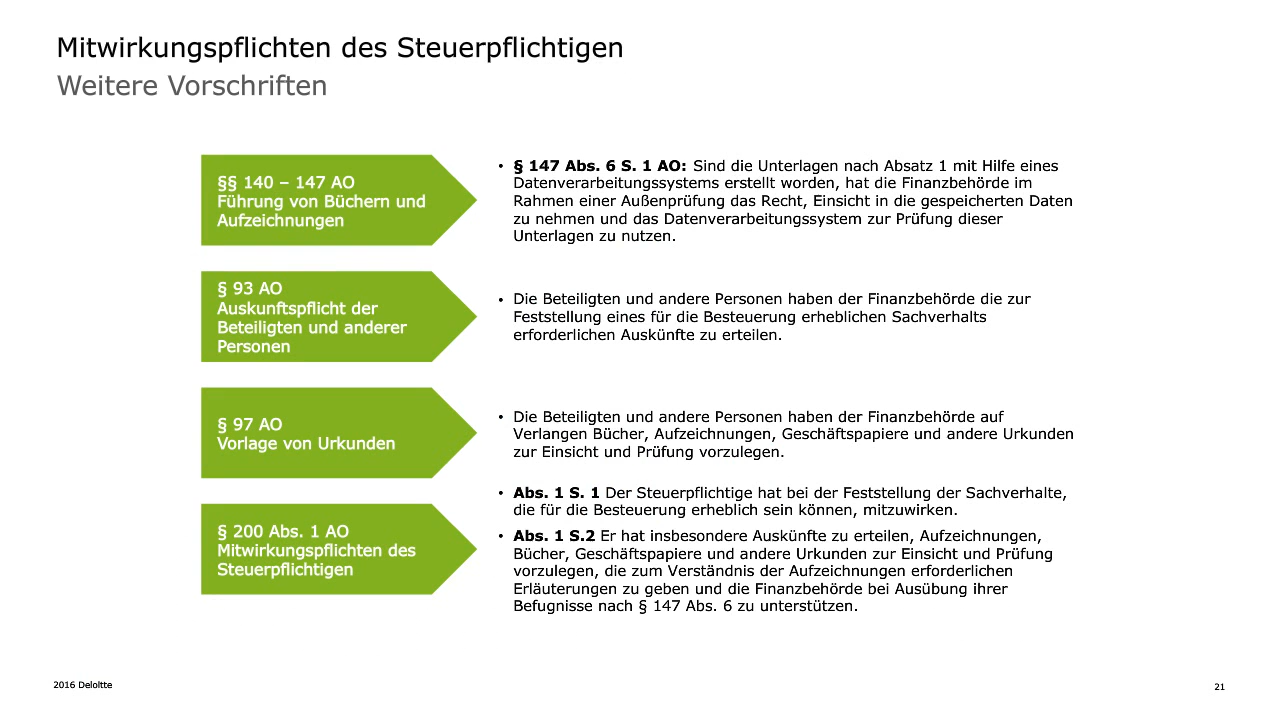 Mitwirkungspflichten des Steuerpflichtigen
Weitere Vorschriften
§§ 140 – 147 AO
Führung von Büchern und
Aufzeichnungen
• § 147 Abs. 6 S. 1 AO: Sind die Unterlagen nach Absatz 1 mit Hilfe eines
Datenverarbeitungssystems erstellt worden, hat die Finanzbehörde im
Rahmen einer Außenprüfung das Recht, Einsicht in die gespeicherten Daten
zu nehmen und das Datenverarbeitungssystem zur Prüfung dieser
Unterlagen zu nutzen.
§ 93 AO
Auskunftspflicht der
Beteiligten und anderer
Personen
• Die Beteiligten und andere Personen haben der Finanzbehörde die zur
Feststellung eines für die Besteuerung erheblichen Sachverhalts
erforderlichen Auskünfte zu erteilen.
§ 97 AO
Vorlage von Urkunden
• Die Beteiligten und andere Personen haben der Finanzbehörde auf
Verlangen Bücher, Aufzeichnungen, Geschäftspapiere und andere Urkunden
zur Einsicht und Prüfung vorzulegen.
§ 200 Abs. 1 AO
Mitwirkungspflichten des
Steuerpflichtigen
• Abs. 1 S. 1 Der Steuerpflichtige hat bei der Feststellung der Sachverhalte,
die für die Besteuerung erheblich sein können, mitzuwirken.
• Abs. 1 S.2 Er hat insbesondere Auskünfte zu erteilen, Aufzeichnungen,
Bücher, Geschäftspapiere und andere Urkunden zur Einsicht und Prüfung
vorzulegen, die zum Verständnis der Aufzeichnungen erforderlichen
Erläuterungen zu geben und die Finanzbehörde bei Ausübung ihrer
Befugnisse nach § 147 Abs. 6 zu unterstützen.
2016 Deloitte
21